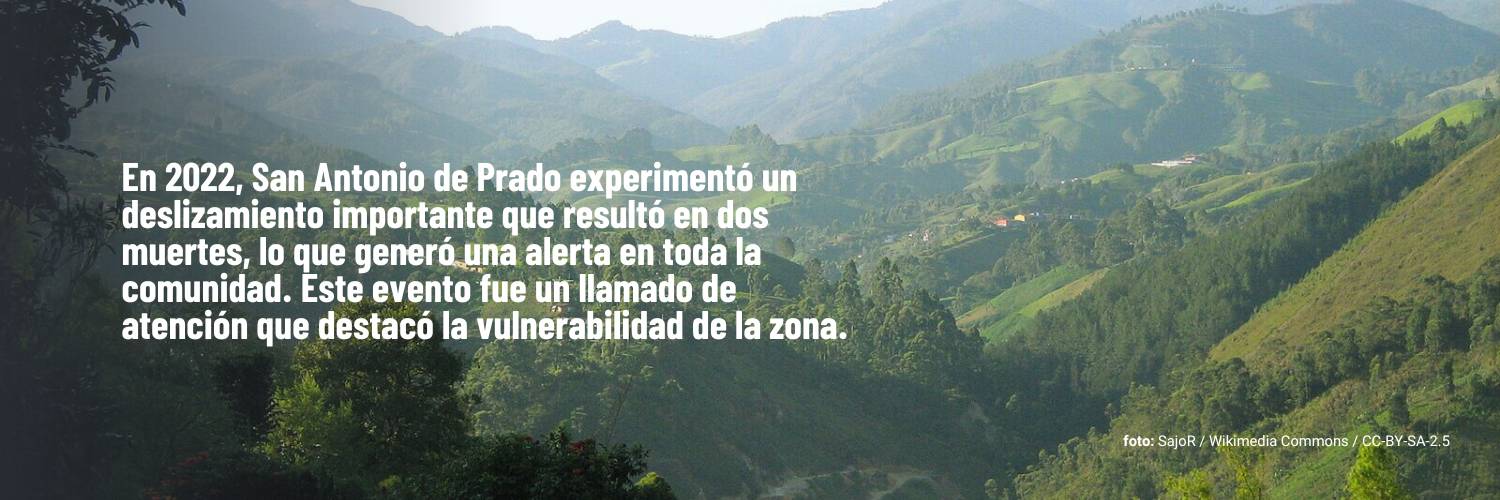 En 2022, San Antonio de Prado experimentó un
deslizamiento importante que resultó en dos
muertes, lo que generó una alerta en toda la
comunidad. Este evento fue un llamado de
atención que destacó la vulnerabilidad de la zona.
foto: SajoR / Wikimedia Commons / CC-BY-SA-2.5